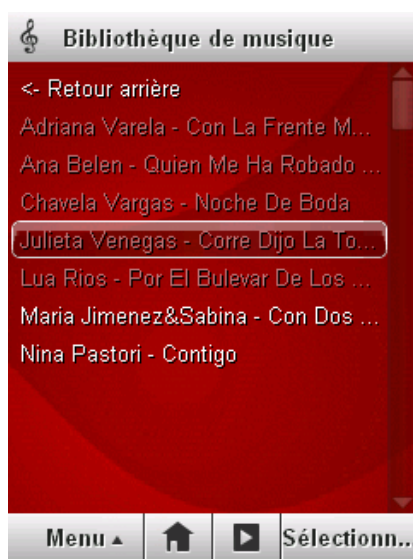 Bibliothèque de musique
<- Retour arrière
Adriana Varela - Con La Frente M...
Ana Belen - Quien Me Ha Robado ...
Chavela Vargas - Noche De Boda
Julieta Venegas - Corre Dijo La To...
Lua Rios - Por El Bulevar De Los ...
Maria Jimenez&Sabina - Con Dos ...
Nina Pastori - Contigo
Menu Sélectionn..